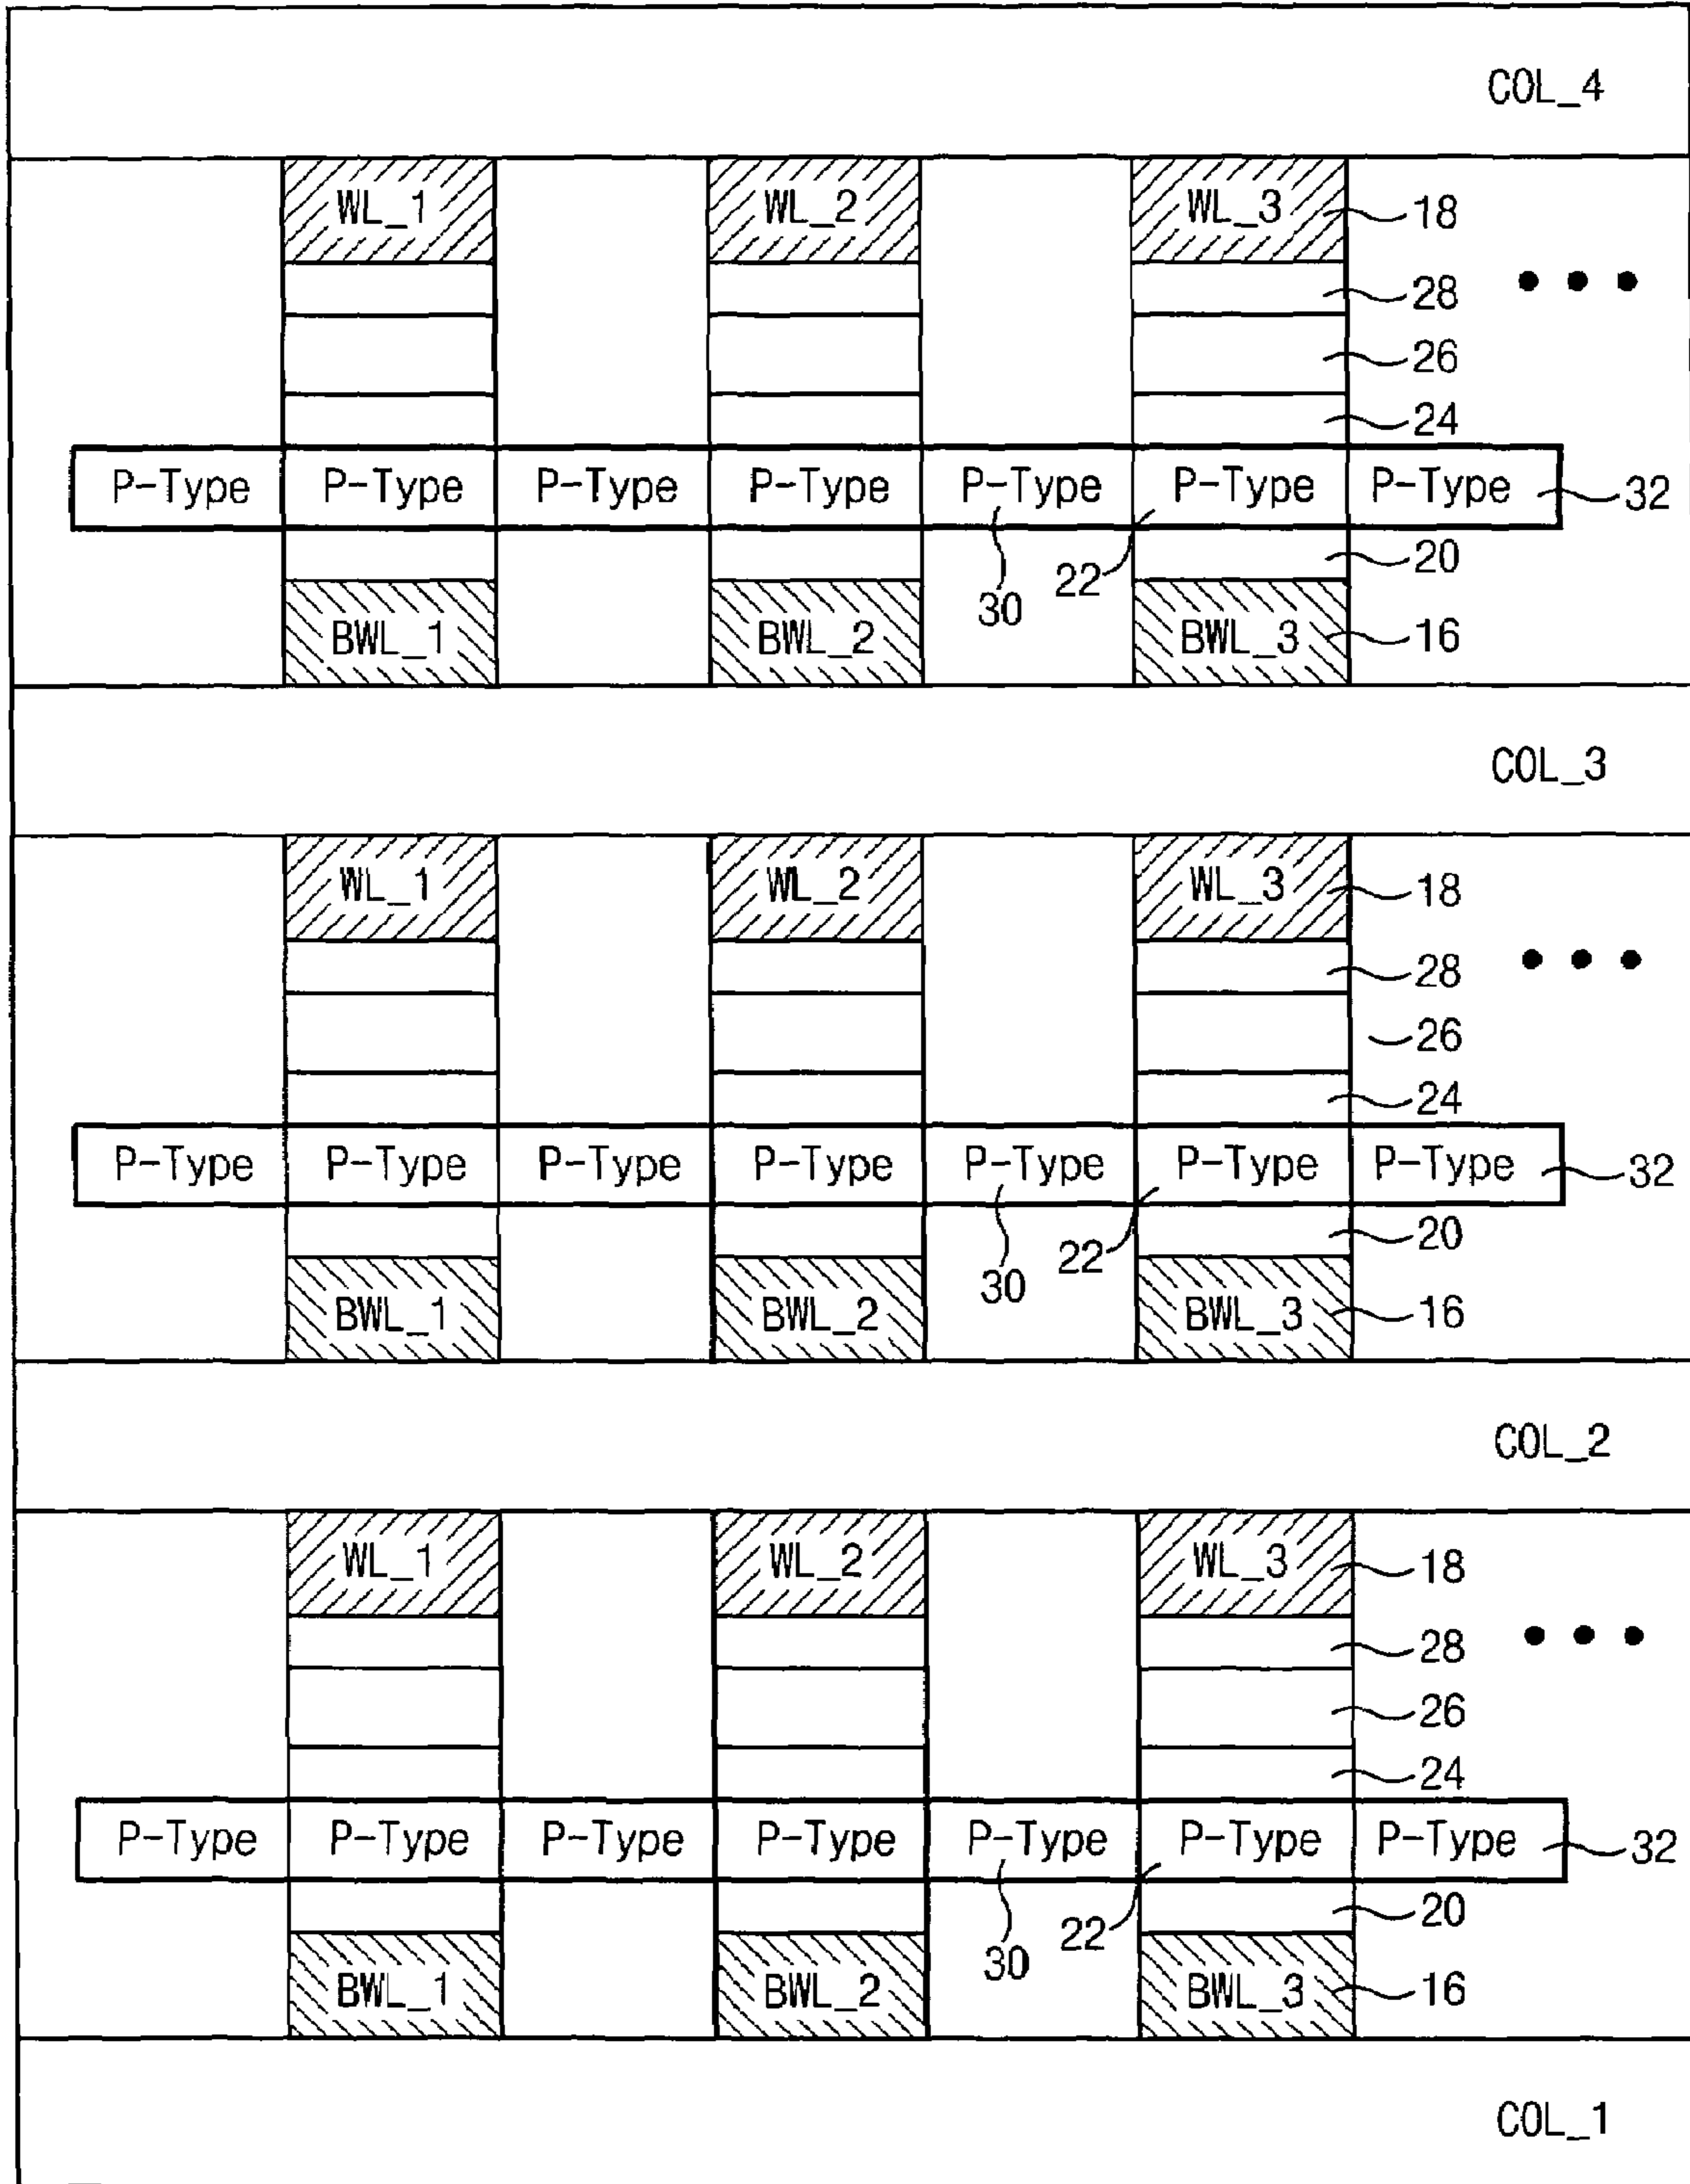 COL_4
WL_1 WL_2 WL_3 18
28
26
24
P-Type P-Type P-Type P-Type P-Type P-Type P-Type 32
20
22
30
BWL_1 BWL_2 BWL_3 16
COL_3
WL_1 WL_2 WL_3 18
28
26
24
P-Type P-Type P-Type P-Type P-Type P-Type P-Type 32
20
22
30
BWL_1 BWL_2 BWL_3 16
COL_2
WL_1 WL_2 WL_3 18
28
26
24
P-Type P-Type P-Type P-Type P-Type P-Type P-Type 32
20
22
30
BWL_1 BWL_2 BWL_3 16
COL_1